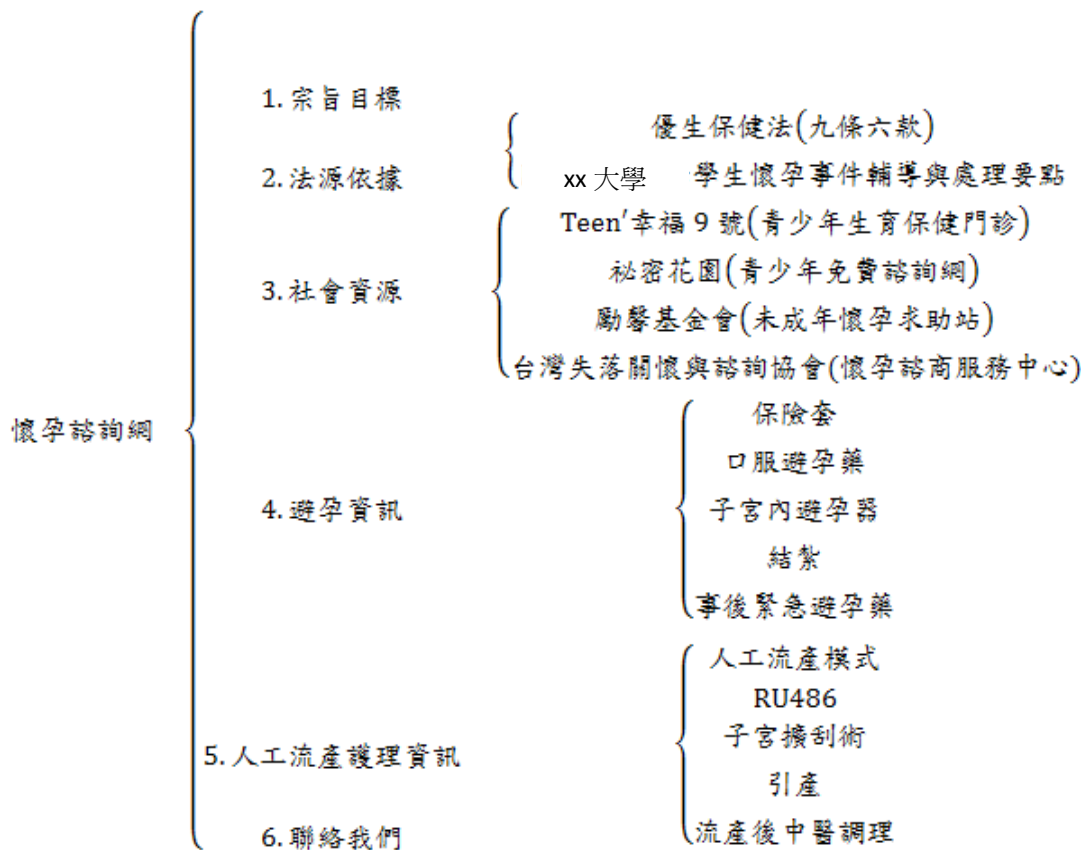 1. 宗旨目標
2. 法源依據
優生保健法(九條六款)
xx 大學 學生懷孕事件輔導與處理要點
3. 社會資源
Teen′幸福 9 號(青少年生育保健門診)
祕密花園(青少年免費諮詢網)
勵馨基金會(未成年懷孕求助站)
台灣失落關懷與諮詢協會(懷孕諮商服務中心)
懷孕諮詢網
4. 避孕資訊
保險套
口服避孕藥
子宮內避孕器
結紮
事後緊急避孕藥
5. 人工流產護理資訊
人工流產模式
RU486
子宮擴刮術
引產
流產後中醫調理
6. 聯絡我們